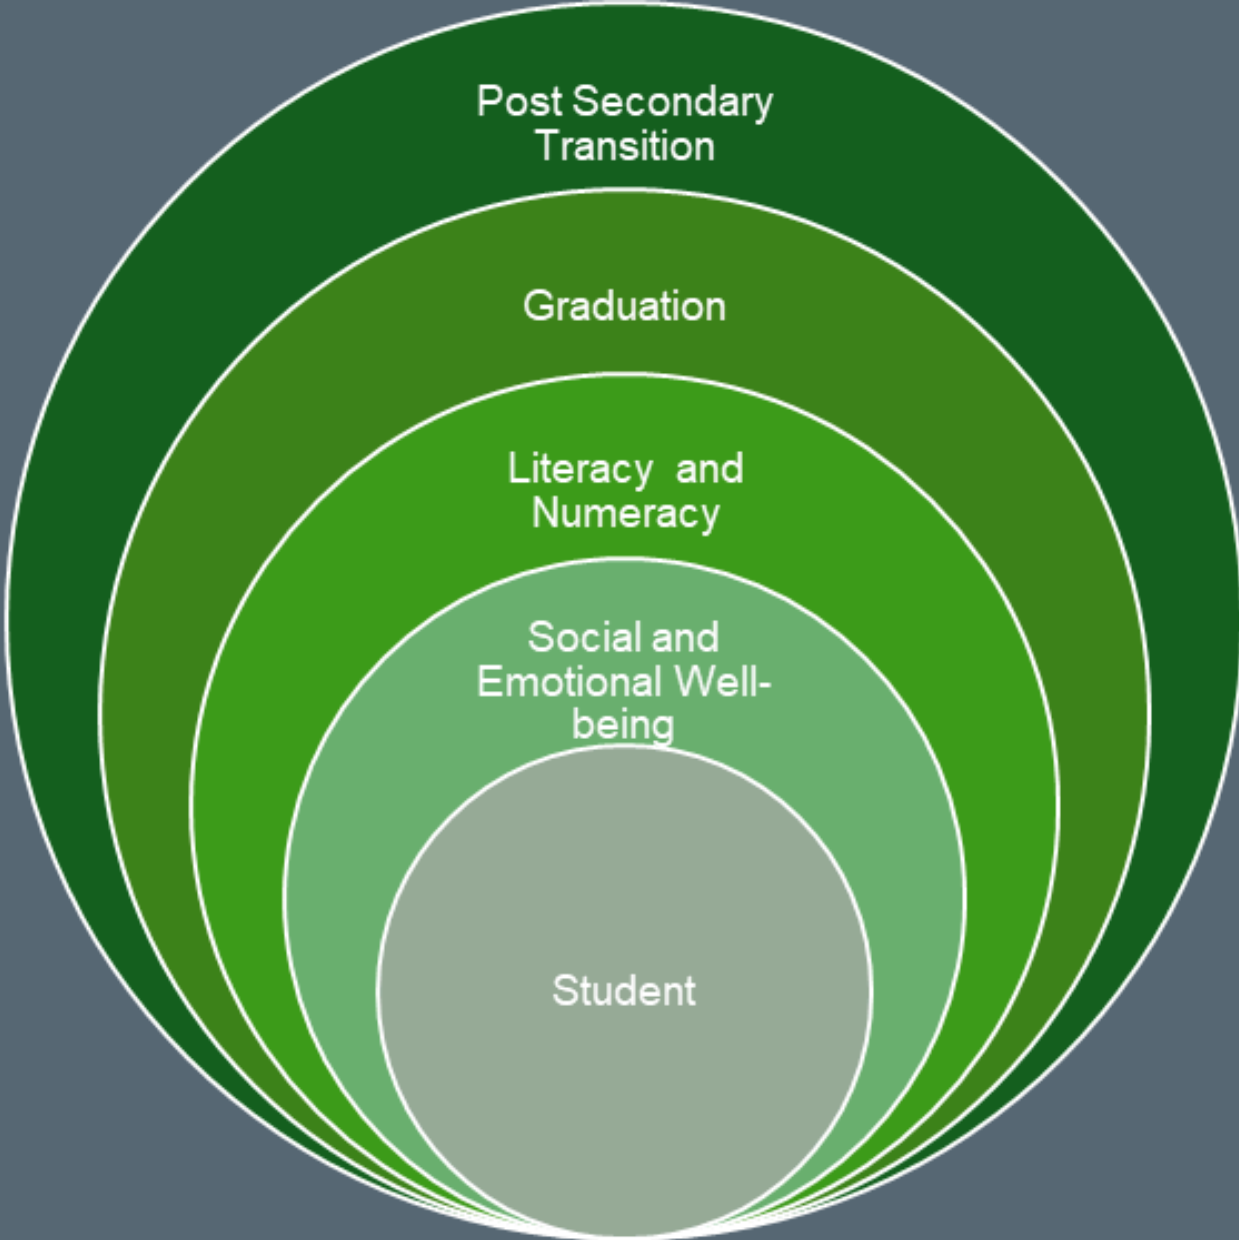 Post Secondary
Transition
Graduation
Literacy  and
Numeracy
Social and
Emotional Well-
being
Student